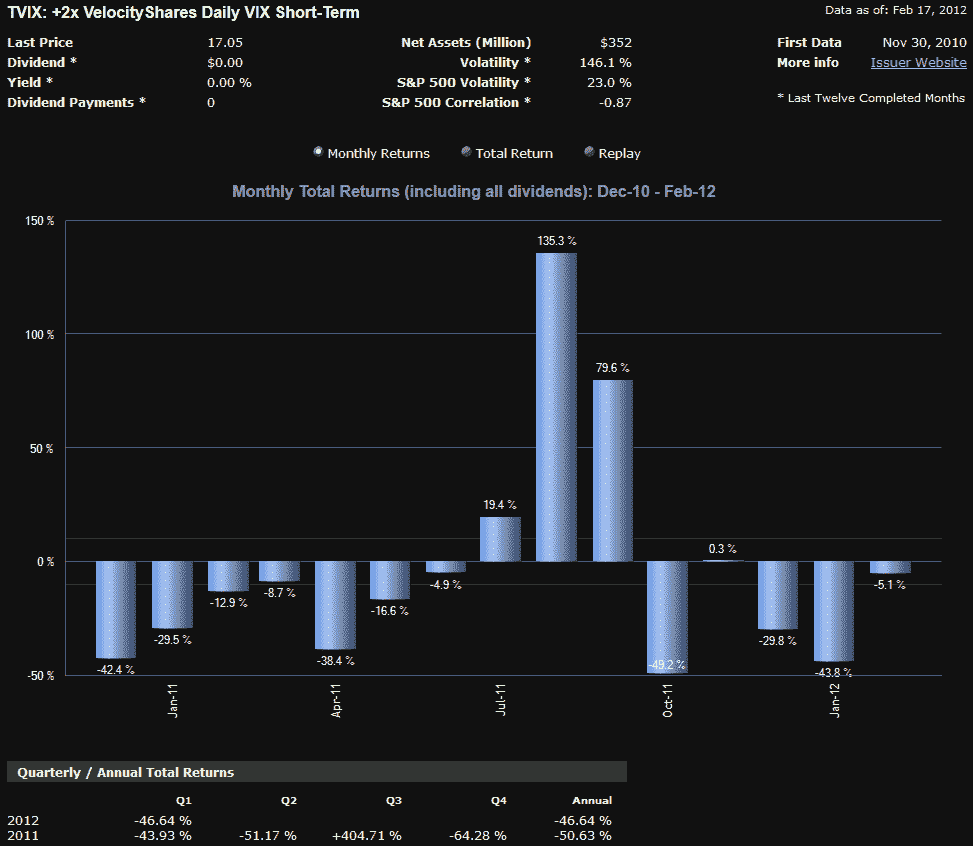 TVIX: +2x VelocityShares Daily VIX Short-Term
Data as of: Feb 17, 2012
Last Price 17.05 Net Assets (Million) $352 First Data Nov 30, 2010
Dividend * $0.00 Volatility * 146.1 % More info Issuer Website
Yield * 0.00 % S&P 500 Volatility * 23.0 %
Dividend Payments * 0 S&P 500 Correlation * -0.87
* Last Twelve Completed Months
Monthly Returns Total Return Replay
Monthly Total Returns (including all dividends): Dec-10 - Feb-12
150 %
135.3 %
100 %
79.6 %
50 %
19.4 %
0.3 %
0 %
-42.4 %
-29.5 %
-12.9 %
-8.7 %
-38.4 %
-16.6 %
-4.9 %
-49.2 %
-29.8 %
-43.8 %
-5.1 %
-50 %
Jan-11 Apr-11 Jul-11 Oct-11 Jan-12
Quarterly / Annual Total Returns
Q1 Q2 Q3 Q4 Annual
2012 -46.64 % -46.64 %
2011 -43.93 % -51.17 % +404.71 % -64.28 % -50.63 %